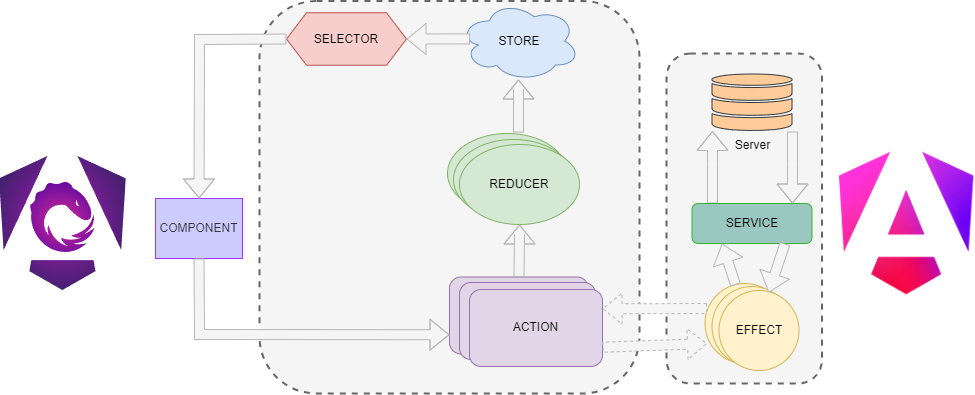 SELECTOR
STORE
Server
REDUCER
COMPONENT
SERVICE
ACTION
EFFECT